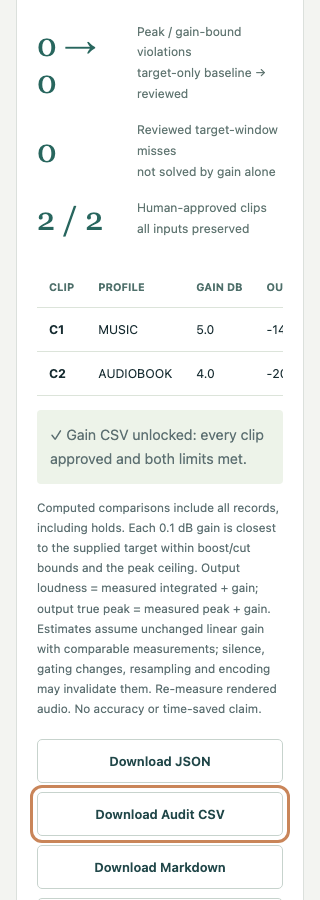 0 →
0
Peak / gain-bound
violations
target-only baseline →
reviewed
0
Reviewed target-window
misses
not solved by gain alone
2 / 2
Human-approved clips
all inputs preserved
CLIP PROFILE GAIN DB OU
C1 MUSIC 5.0 -14
C2 AUDIOBOOK 4.0 -20
✓ Gain CSV unlocked: every clip
approved and both limits met.
Computed comparisons include all records,
including holds. Each 0.1 dB gain is closest
to the supplied target within boost/cut
bounds and the peak ceiling. Output
loudness = measured integrated + gain;
output true peak = measured peak + gain.
Estimates assume unchanged linear gain
with comparable measurements; silence,
gating changes, resampling and encoding
may invalidate them. Re-measure rendered
audio. No accuracy or time-saved claim.
Download JSON
Download Audit CSV
Download Markdown